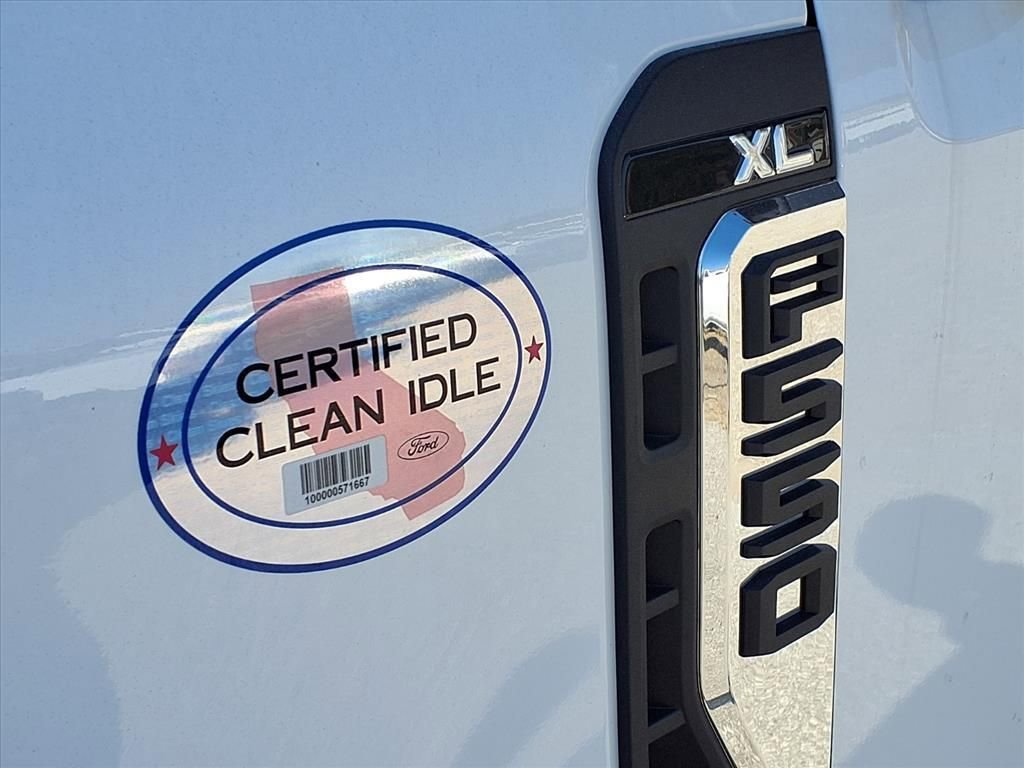 CERTIFIED
CLEAN IDLE
Ford
100000571667
XL
F550